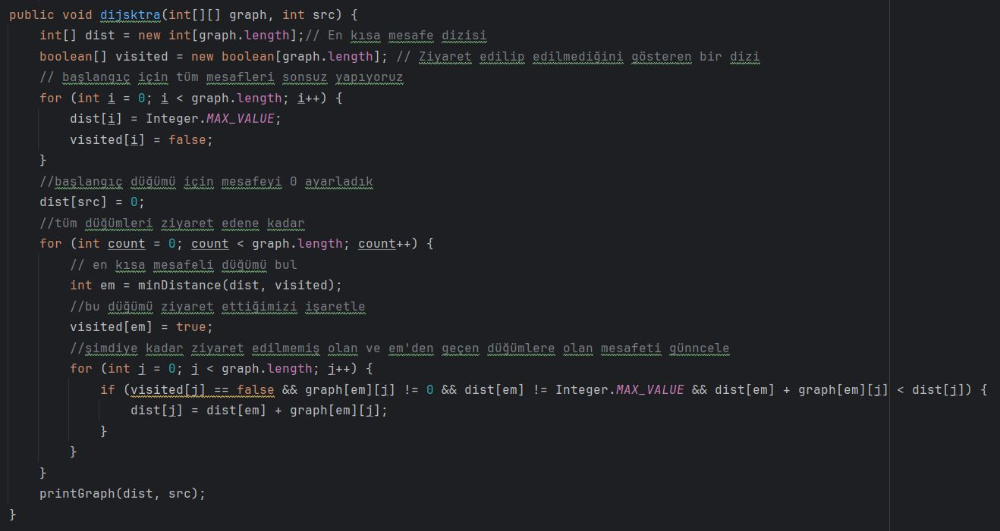 public void dijsktra(int[][] graph, int src) {
    int[] dist = new int[graph.length];// En kısa mesafe dizisi
    boolean[] visited = new boolean[graph.length]; // Ziyaret edilip edilmediğini gösteren bir dizi
    // başlangıç için tüm mesafleri sonsuz yapıyoruz
    for (int i = 0; i < graph.length; i++) {
        dist[i] = Integer.MAX_VALUE;
        visited[i] = false;
    }
    //başlangıç düğümü için mesafeyi 0 ayarladık
    dist[src] = 0;
    //tüm düğümleri ziyaret edene kadar
    for (int count = 0; count < graph.length; count++) {
        // en kısa mesafeli düğümü bul
        int em = minDistance(dist, visited);
        //bu düğümü ziyaret ettiğimizi işaretle
        visited[em] = true;
        //şimdiye kadar ziyaret edilmemiş olan ve em'den geçen düğümlere olan mesafeti günncele
        for (int j = 0; j < graph.length; j++) {
            if (visited[j] == false && graph[em][j] != 0 && dist[em] != Integer.MAX_VALUE && dist[em] + graph[em][j] < dist[j]) {
                dist[j] = dist[em] + graph[em][j];
            }
        }
    }
    printGraph(dist, src);
}